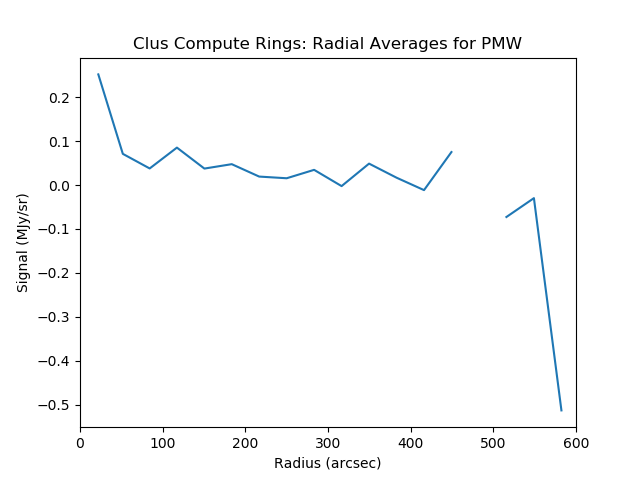 Clus Compute Rings: Radial Averages for PMW
Signal (MJy/sr)
0.2
0.1
0.0
−0.1
−0.2
−0.3
−0.4
−0.5
0 100 200 300 400 500 600
Radius (arcsec)